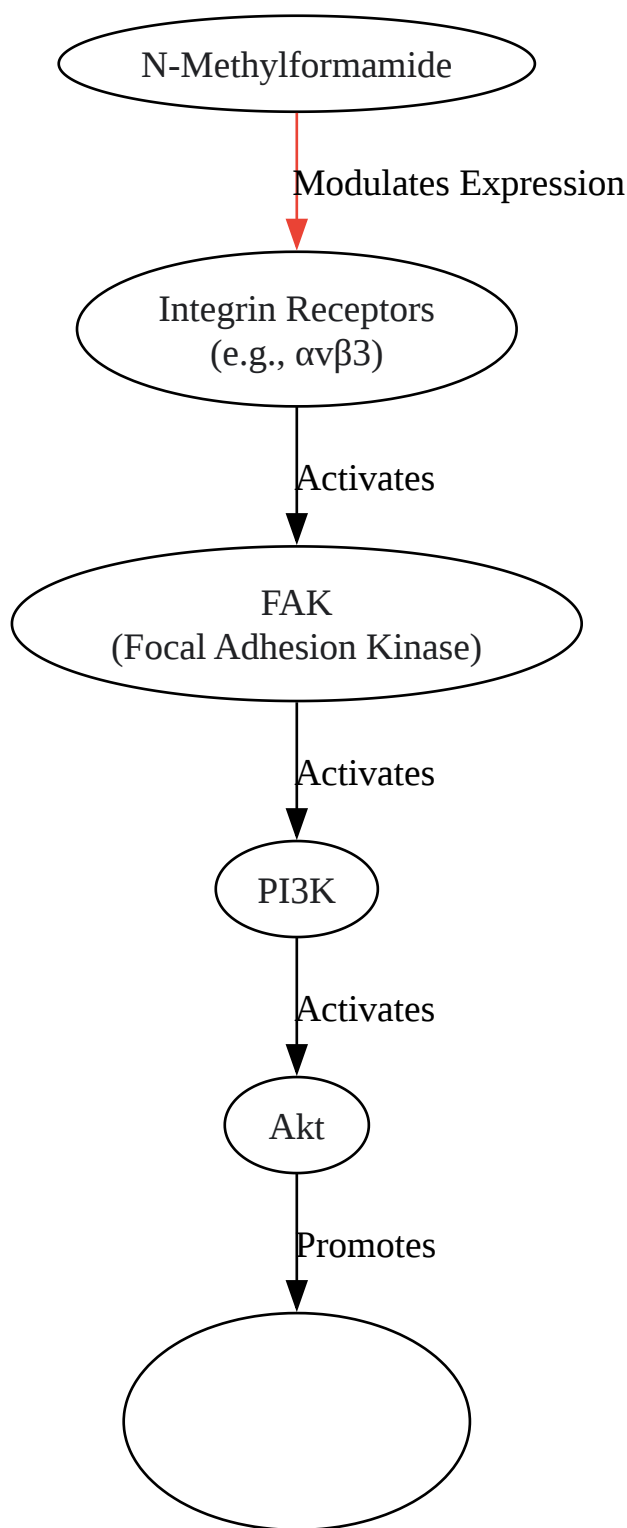 N-Methylformamide
Modulates Expression
Integrin Receptors
(e.g., αvβ3)
Activates
FAK
(Focal Adhesion Kinase)
Activates
PI3K
Activates
Akt
Promotes